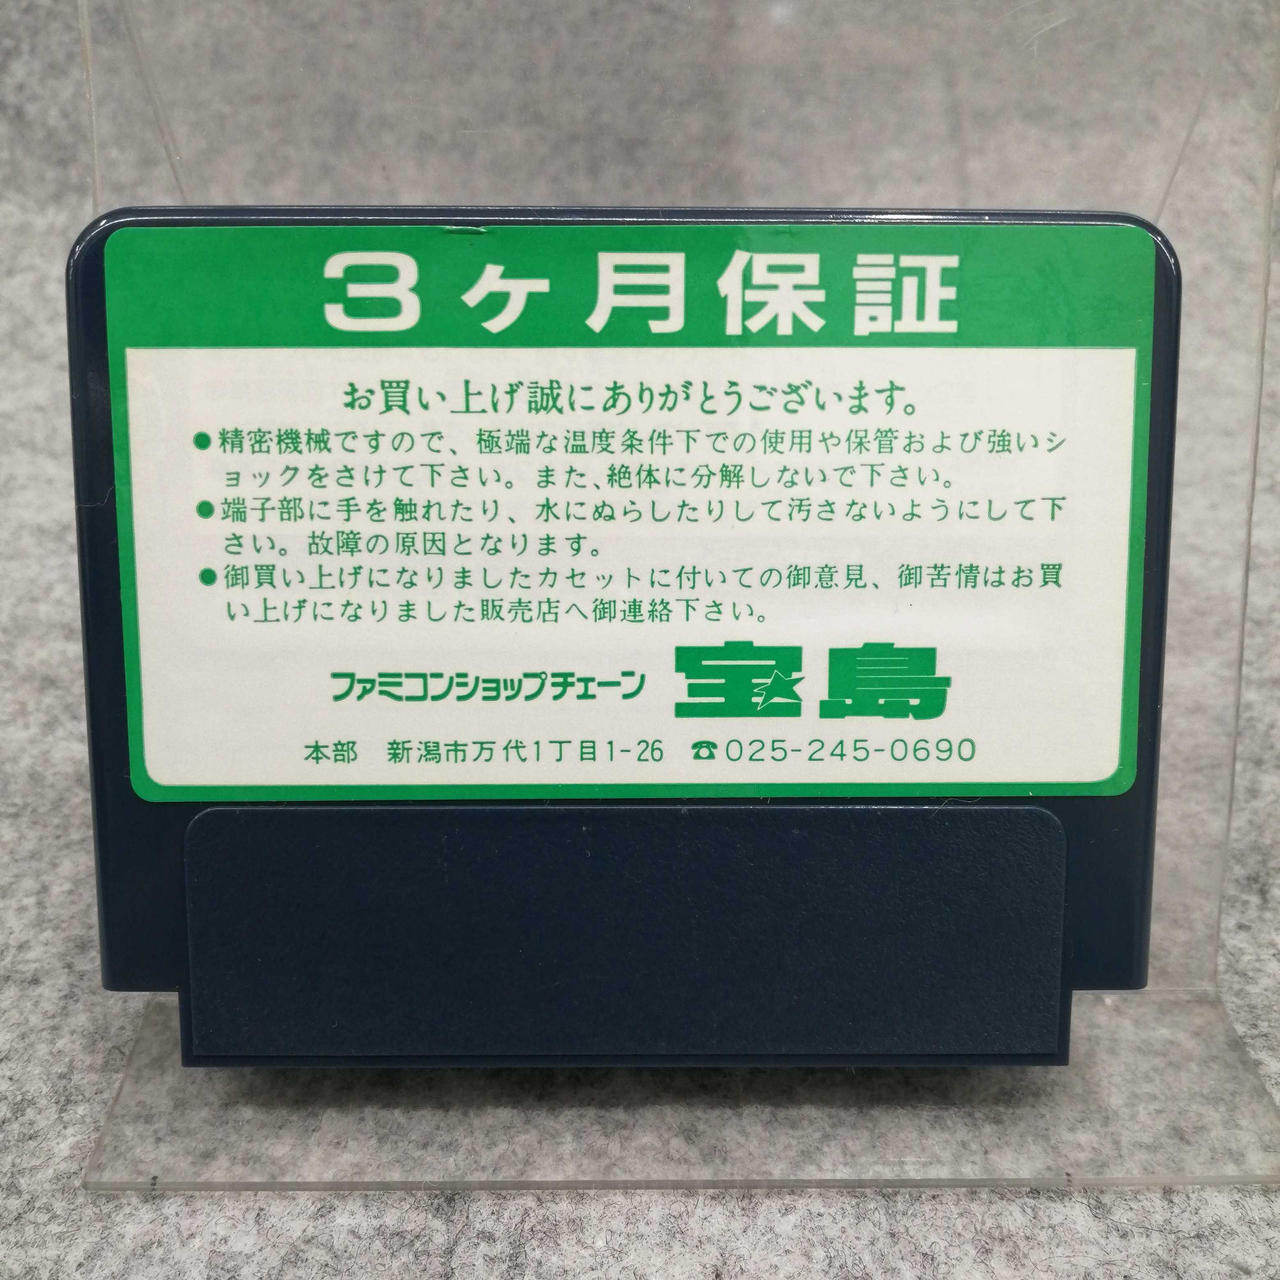 3ヶ月保証
お買い上げ誠にありがとうございます。
●精密機械ですので、極端な温度条件下での使用や保管および強いシ
ョックをさけて下さい。また、絶体に分解しないで下さい。
●端子部に手を触れたり、水にぬらしたりして汚さないようにして下
さい。故障の原因となります。
●御買い上げになりましたカセットに付いての御意見、御苦情はお買
い上げになりました販売店へ御連絡下さい。
ファミコンショップチェーン 宝島
本部 新潟市万代1丁目1-26 ☎025-245-0690